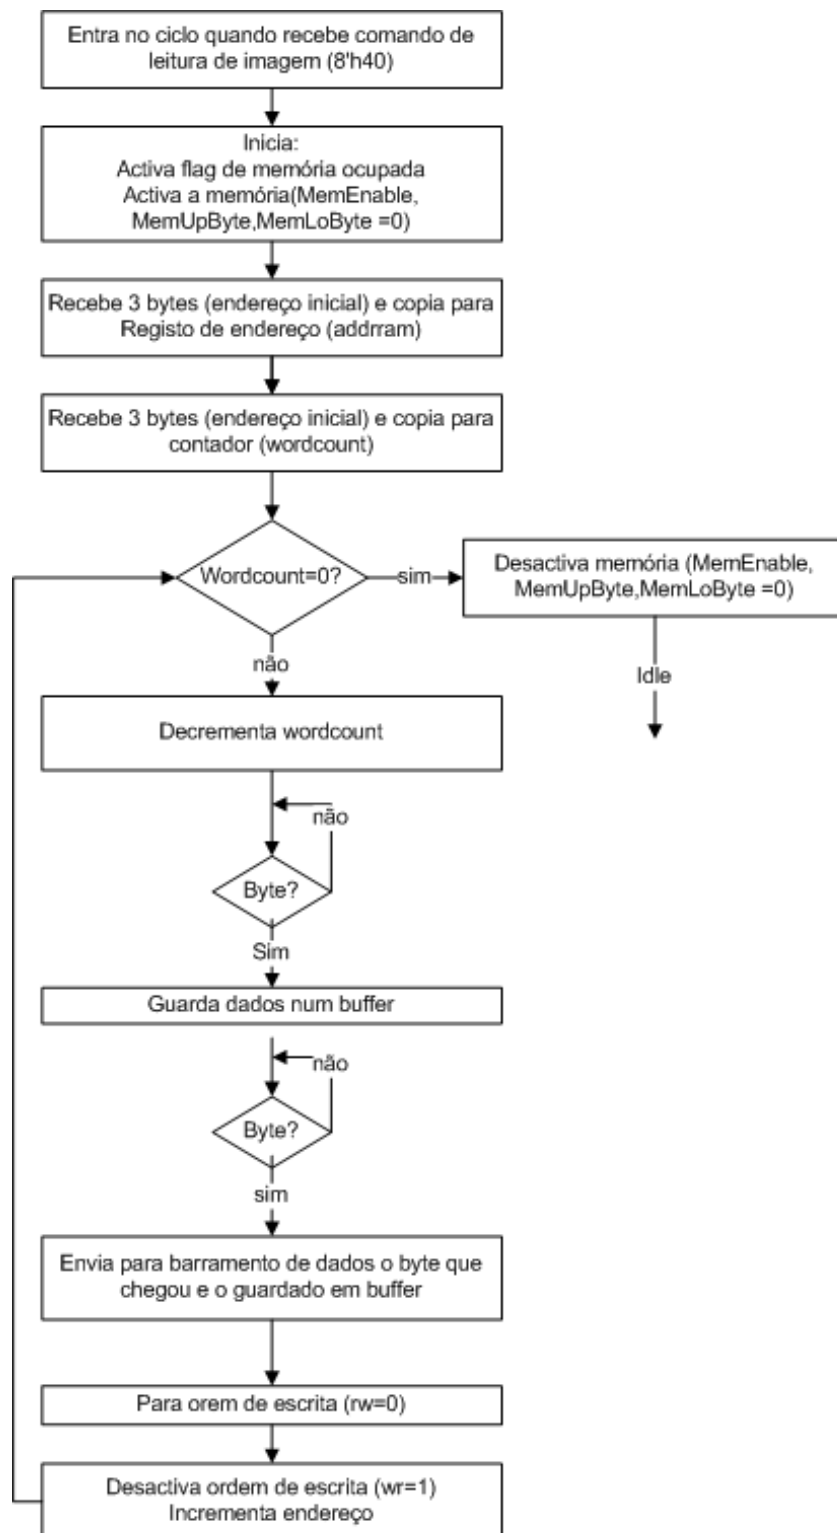 Entra no ciclo quando recebe comando de
leitura de imagem (8'h40)
Inicia:
Activa flag de memória ocupada
Activa a memória(MemEnable,
MemUpByte,MemLoByte =0)
Recebe 3 bytes (endereço inicial) e copia para
Registo de endereço (addrram)
Recebe 3 bytes (endereço inicial) e copia para
contador (wordcount)
Wordcount=0?
sim
Desactiva memória (MemEnable,
MemUpByte,MemLoByte =0)
Idle
não
Decrementa wordcount
não
Byte?
Sim
Guarda dados num buffer
não
Byte?
sim
Envia para barramento de dados o byte que
chegou e o guardado em buffer
Para orem de escrita (rw=0)
Desactiva ordem de escrita (wr=1)
Incrementa endereço